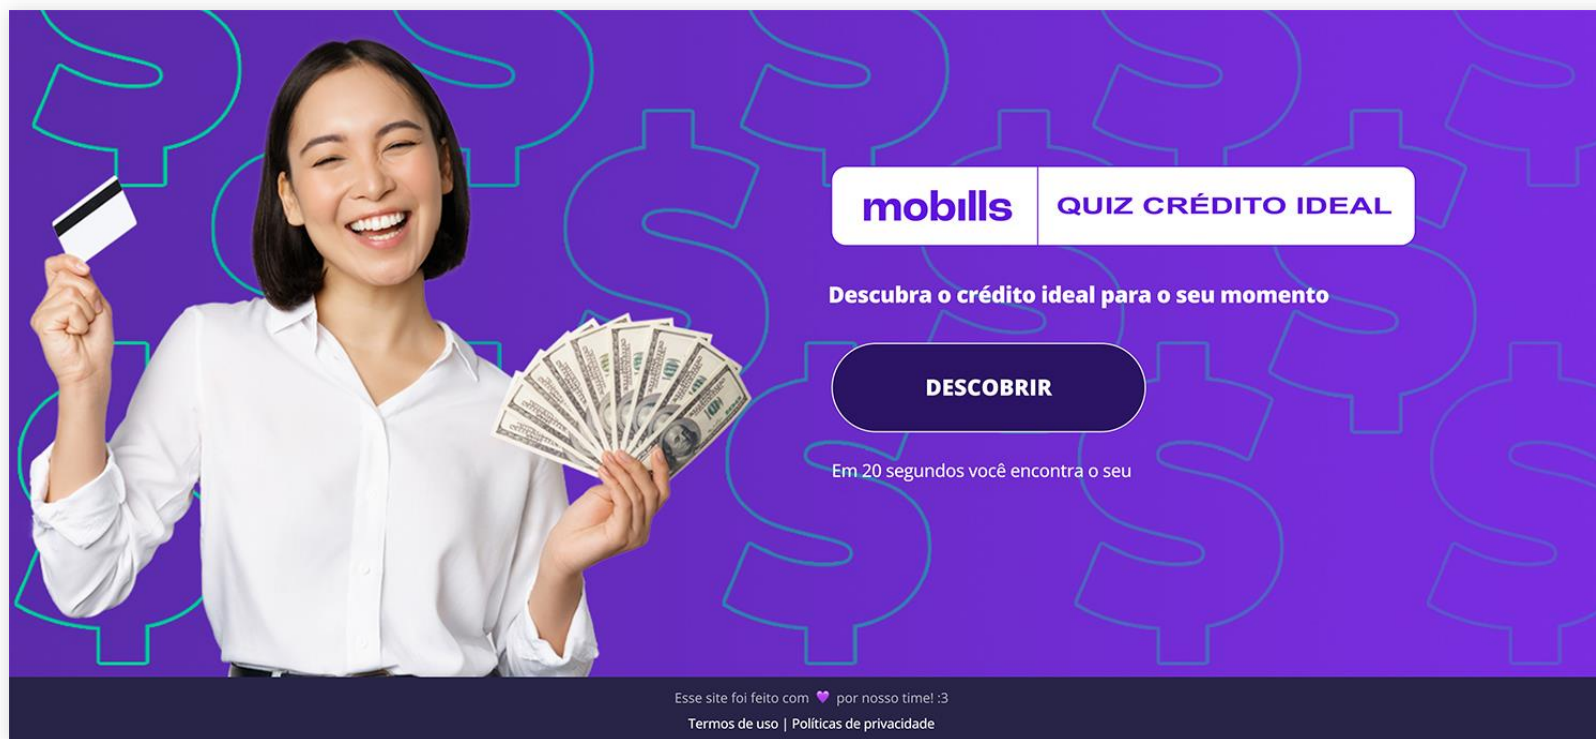 mobills
QUIZ CRÉDITO IDEAL
Descubra o crédito ideal para o seu momento
DESCOBRIR
Em 20 segundos você encontra o seu
Esse site foi feito com 💜 por nosso time! :3
Termos de uso | Políticas de privacidade